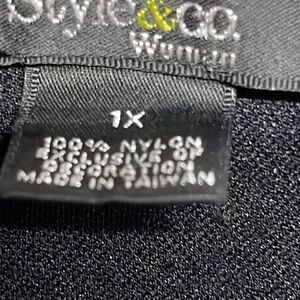 Style&co.
Woman
1X
100% NYLON
EXCLUSIVE OF
DECORATION
MADE IN TAIWAN